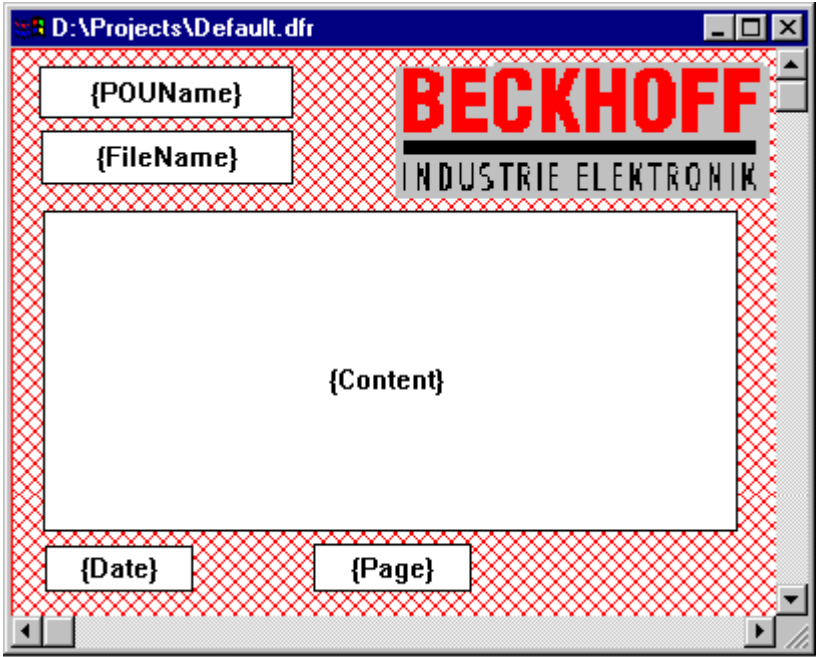 D:\Projects\Default.dfr
{POUName}
BECKHOFF
{FileName}
INDUSTRIE ELEKTRONIK
{Content}
{Date}
{Page}